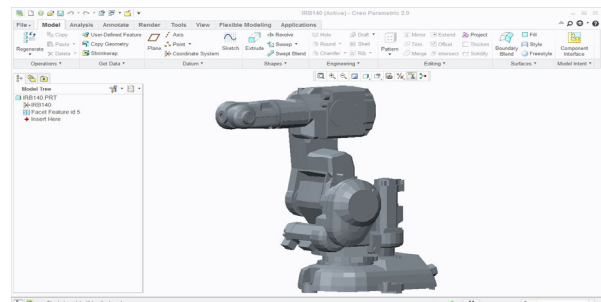 IRB140 (Active) - Creo Parametric 2.0
File Model Analysis Annotate Render Tools View Flexible Modeling Applications
Regenerate
Copy
Paste
Delete
User-Defined Feature
Copy Geometry
Shrinkwrap
Plane
Axis
Point
Coordinate System
Sketch
Extrude
Revolve
Sweep
Swept Blend
Hole
Round
Chamfer
Draft
Shell
Rib
Pattern
Mirror
Trim
Merge
Extend
Offset
Intersect
Project
Thicken
Solidify
Boundary Blend
Fill
Style
Freestyle
Component Interface
Operations Get Data Datum Shapes Engineering Editing Surfaces Model Intent
Model Tree
IRB140.PRT
IRB140
Facet Feature id 5
Insert Here